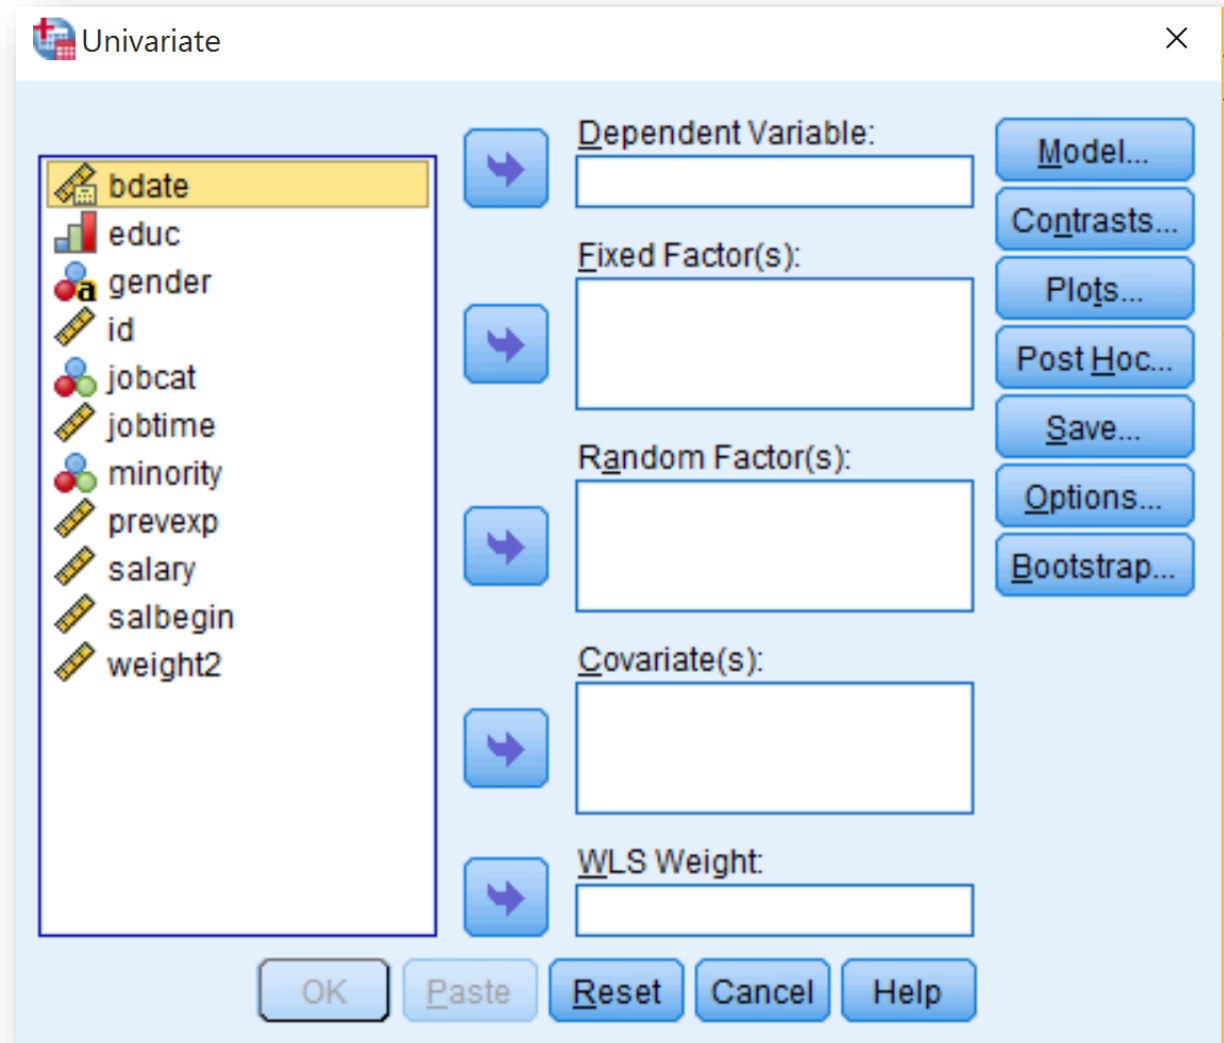 Univariate
bdate
educ
gender
id
jobcat
jobtime
minority
prevexp
salary
salbegin
weight2
Dependent Variable:
Fixed Factor(s):
Random Factor(s):
Covariate(s):
WLS Weight:
Model...
Contrasts...
Plots...
Post Hoc...
Save...
Options...
Bootstrap...
OK Paste Reset Cancel Help